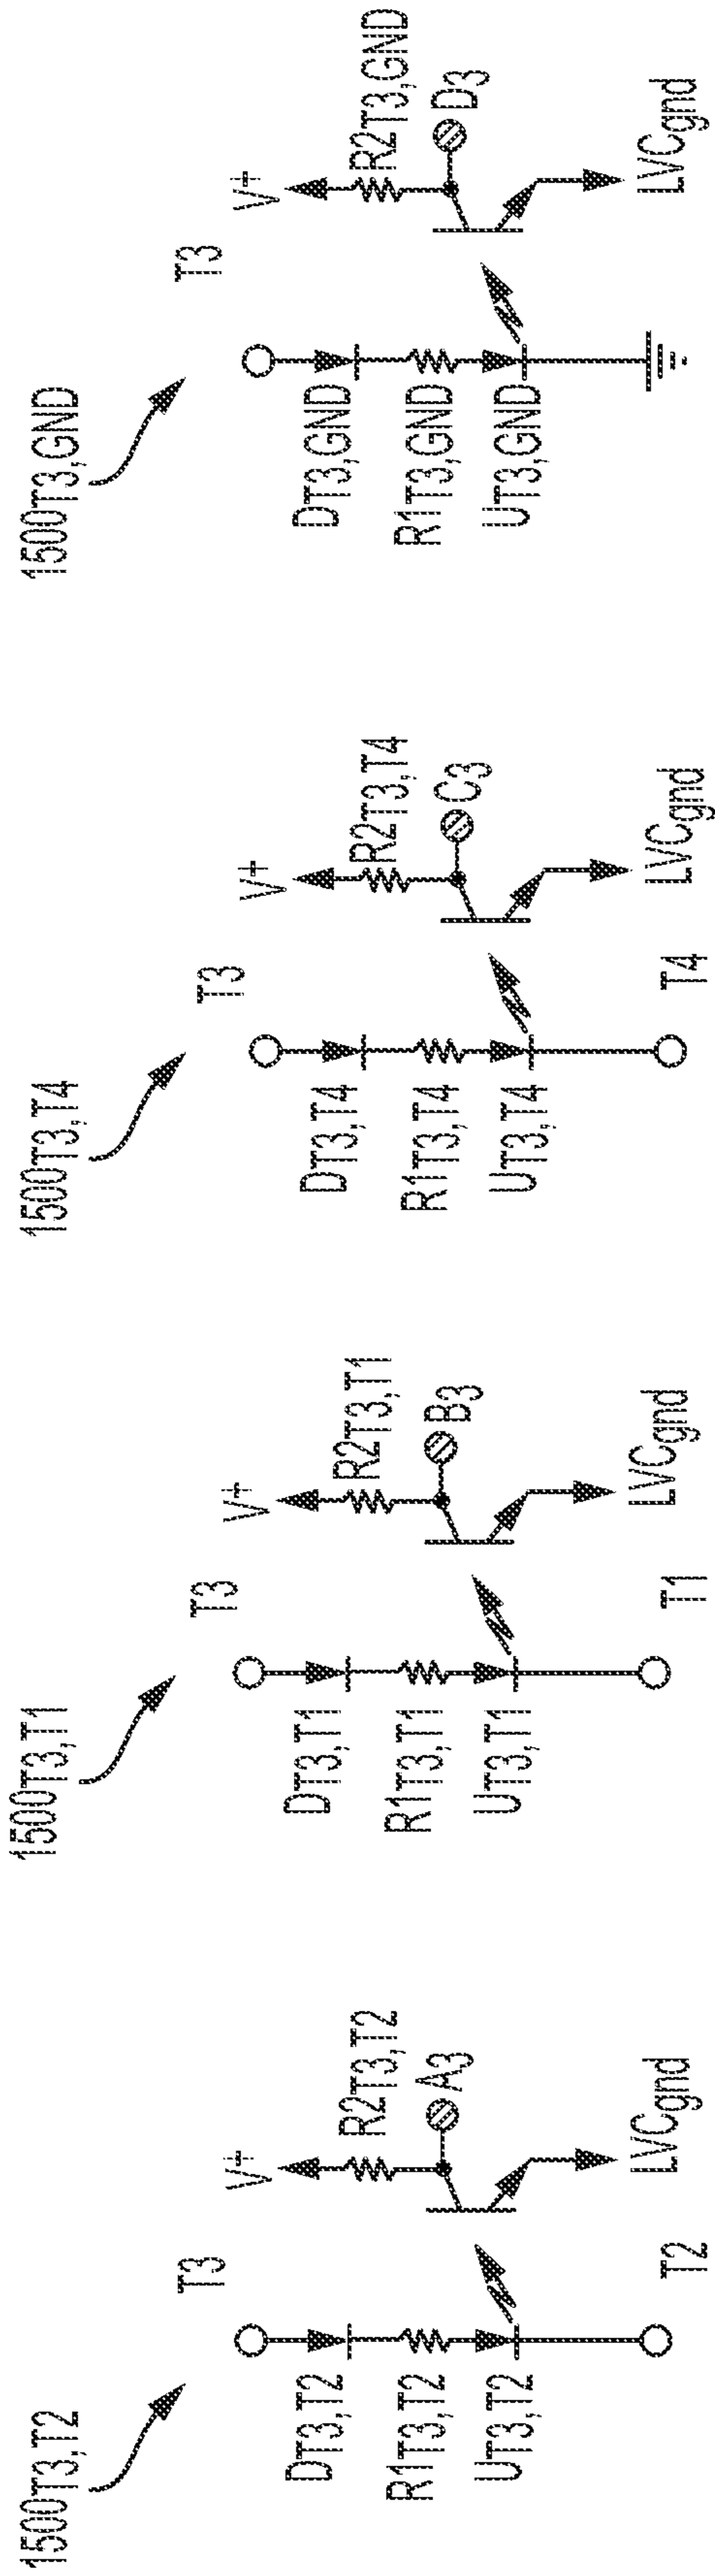 1500T3,T2
T3
V+
R2T3,T2
A3
DT3,T2
R1T3,T2
UT3,T2
LVCgnd
T2
1500T3,T1
T3
V+
R2T3,T1
B3
DT3,T1
R1T3,T1
UT3,T1
LVCgnd
T1
1500T3,T4
T3
V+
R2T3,T4
C3
DT3,T4
R1T3,T4
UT3,T4
LVCgnd
T4
1500T3,GND
T3
V+
R2T3,GND
D3
DT3,GND
R1T3,GND
UT3,GND
LVCgnd